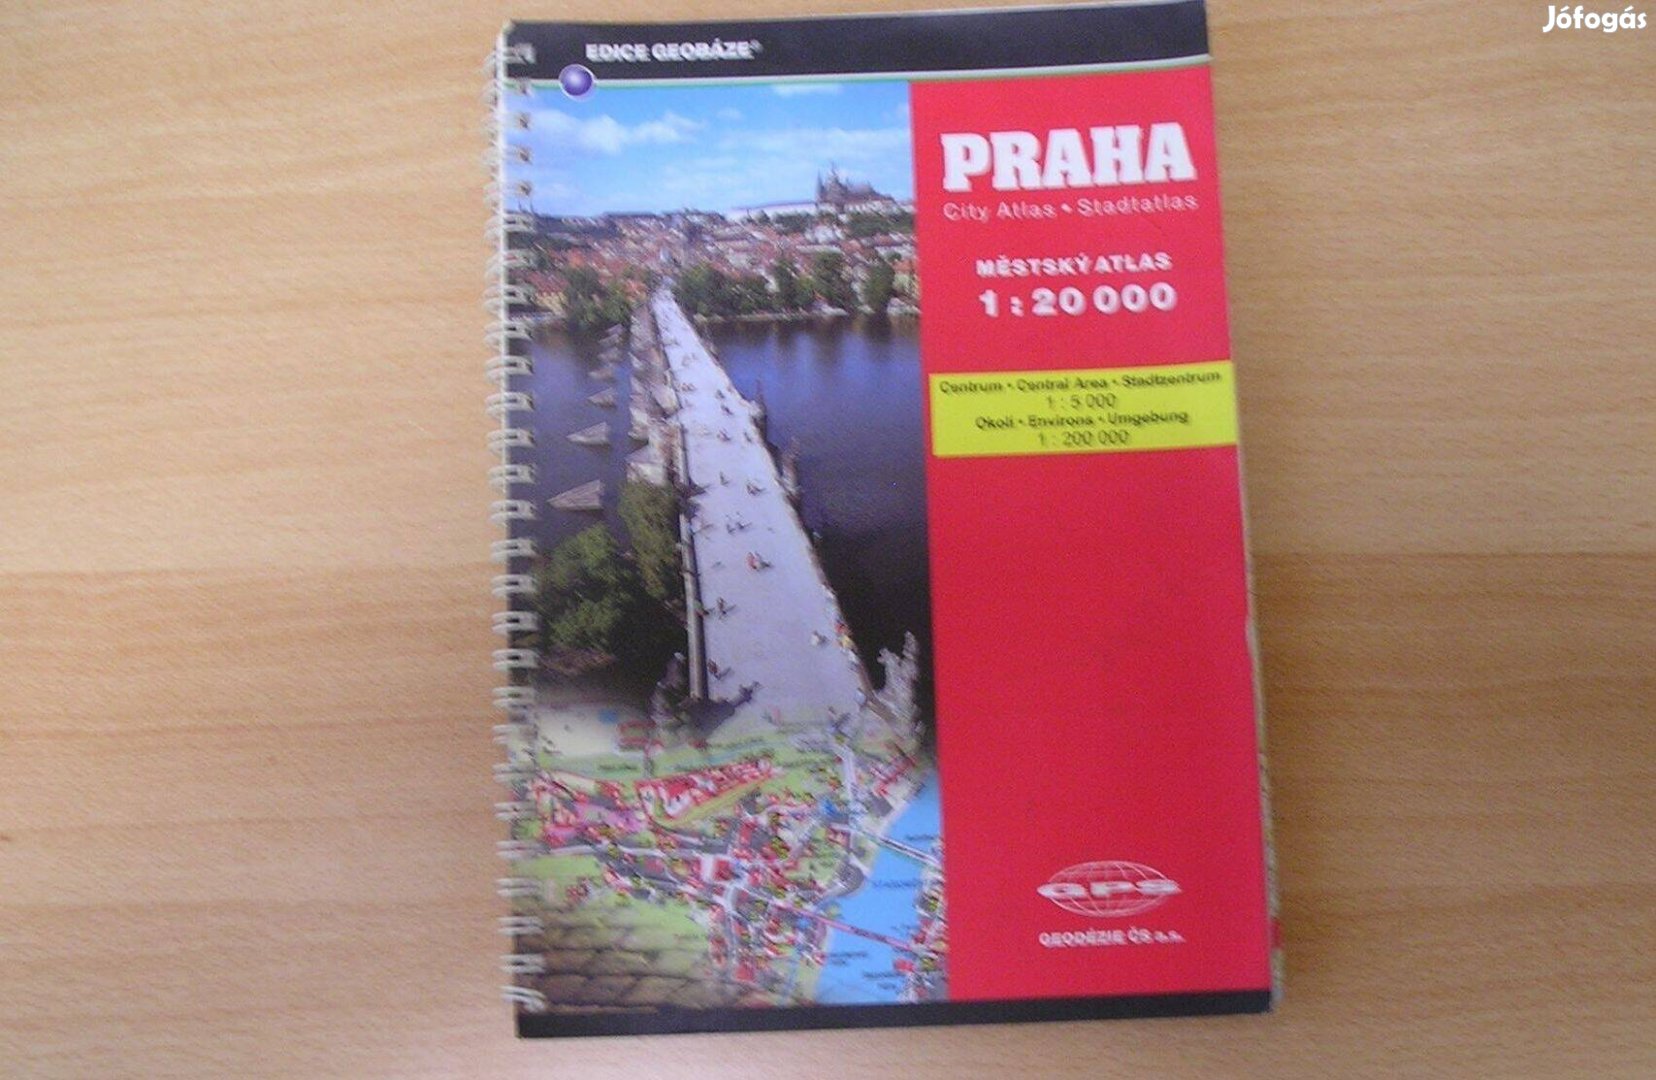 Jófogás
EDICE GEOBÁZE®
PRAHA
City Atlas • Stadtatlas
MĚSTSKÝ ATLAS
1 : 20 000
Centrum • Central Area • Stadtzentrum
1 : 5 000
Okolí • Environs • Umgebung
1 : 200 000
GPS
GEODÉZIE ČS a.s.